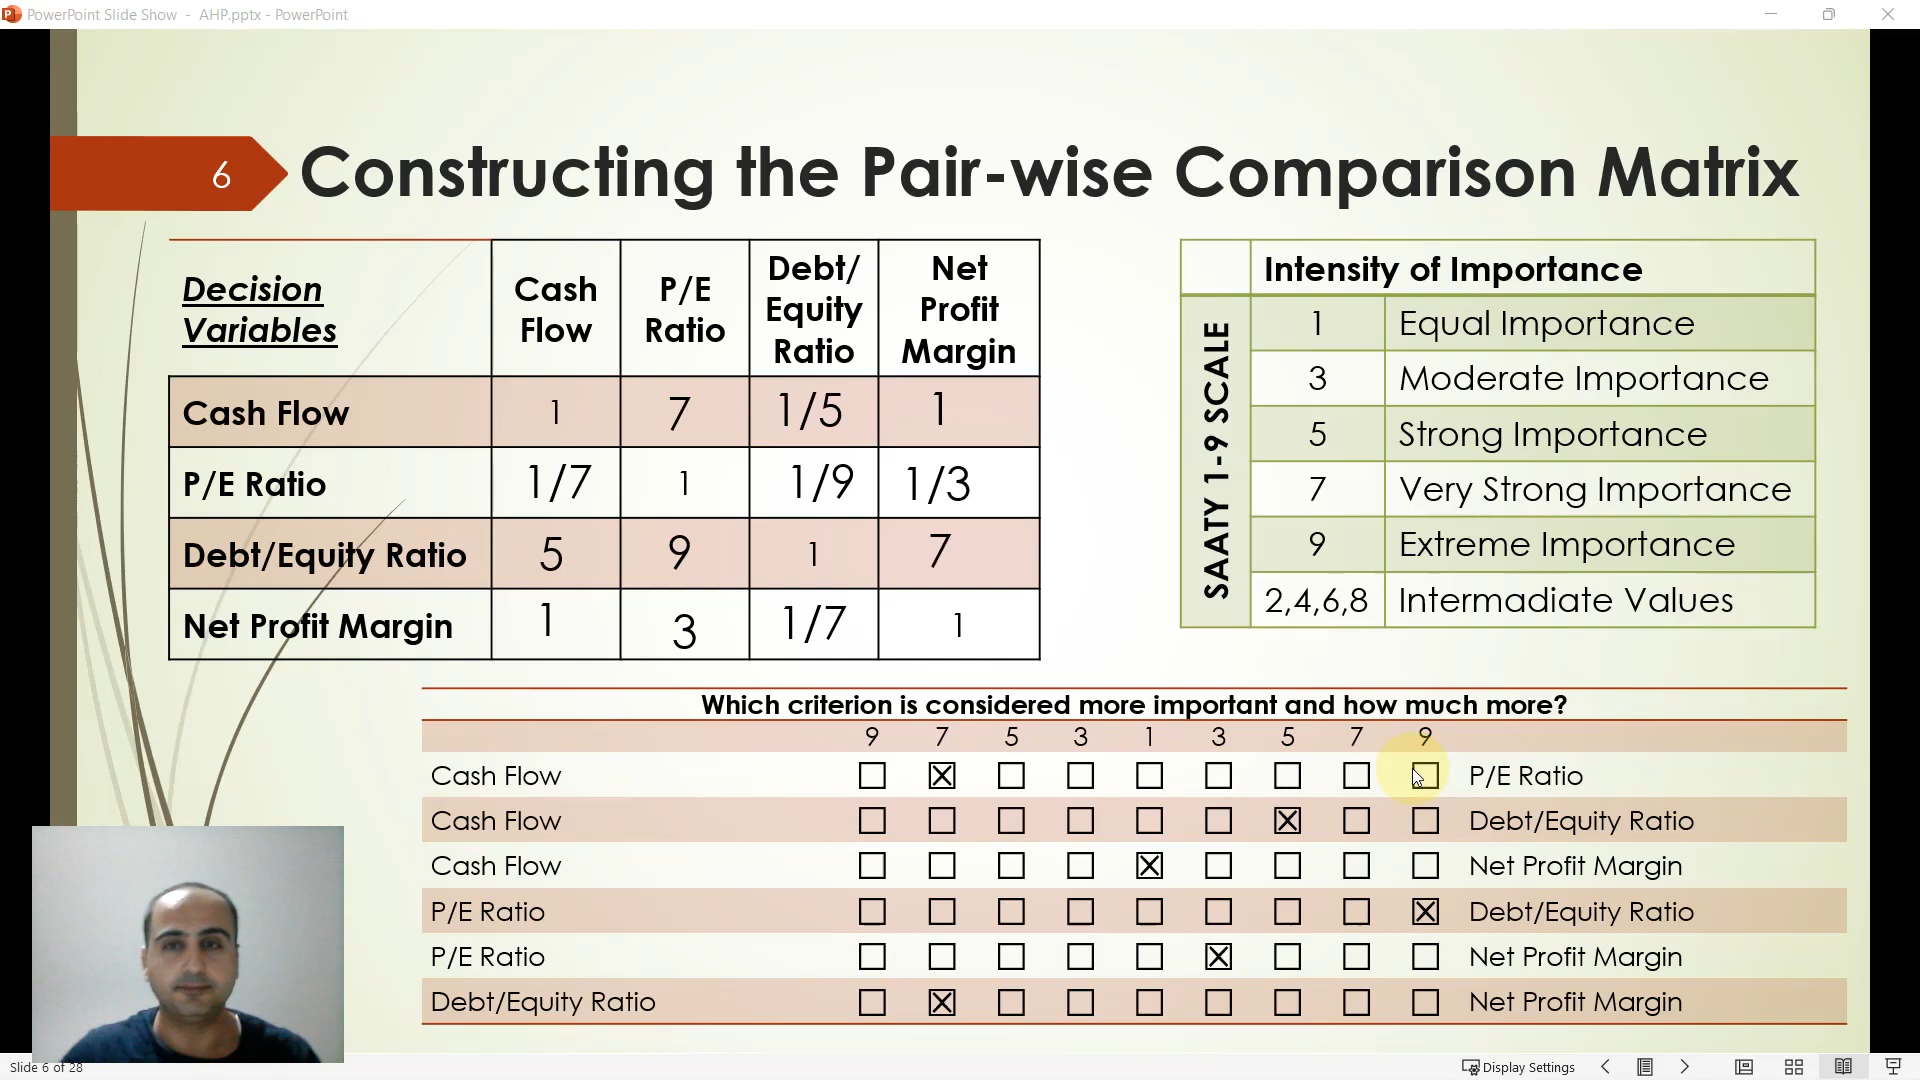 PowerPoint Slide Show - AHP.pptx - PowerPoint
6
Constructing the Pair-wise Comparison Matrix
Decision Variables | Cash Flow | P/E Ratio | Debt/ Equity Ratio | Net Profit Margin
Cash Flow | 1 | 7 | 1/5 | 1
P/E Ratio | 1/7 | 1 | 1/9 | 1/3
Debt/Equity Ratio | 5 | 9 | 1 | 7
Net Profit Margin | 1 | 3 | 1/7 | 1
SAATY 1-9 SCALE
Intensity of Importance
1 Equal Importance
3 Moderate Importance
5 Strong Importance
7 Very Strong Importance
9 Extreme Importance
2,4,6,8 Intermadiate Values
Which criterion is considered more important and how much more?
9 7 5 3 1 3 5 7 9
Cash Flow ☐ ☒ ☐ ☐ ☐ ☐ ☐ ☐ ☐ P/E Ratio
Cash Flow ☐ ☐ ☐ ☐ ☐ ☐ ☒ ☐ ☐ Debt/Equity Ratio
Cash Flow ☐ ☐ ☐ ☐ ☒ ☐ ☐ ☐ ☐ Net Profit Margin
P/E Ratio ☐ ☐ ☐ ☐ ☐ ☐ ☐ ☐ ☒ Debt/Equity Ratio
P/E Ratio ☐ ☐ ☐ ☐ ☐ ☒ ☐ ☐ ☐ Net Profit Margin
Debt/Equity Ratio ☐ ☒ ☐ ☐ ☐ ☐ ☐ ☐ ☐ Net Profit Margin
Slide 6 of 28
Display Settings